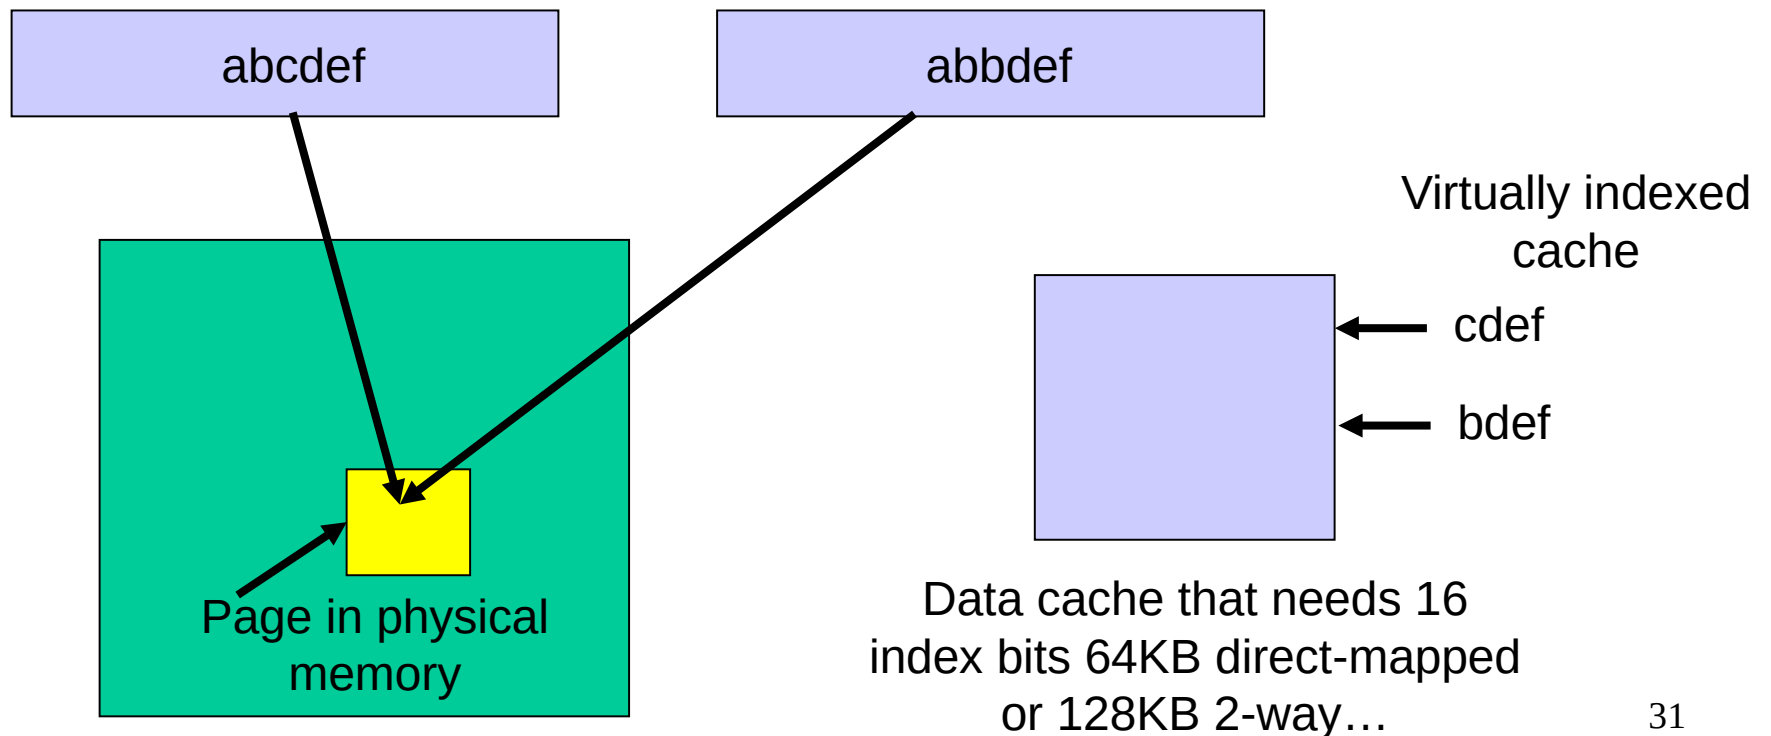 abcdef
abbdef
Virtually indexed
cache
cdef
bdef
Page in physical
memory
Data cache that needs 16
index bits 64KB direct-mapped
or 128KB 2-way…
31